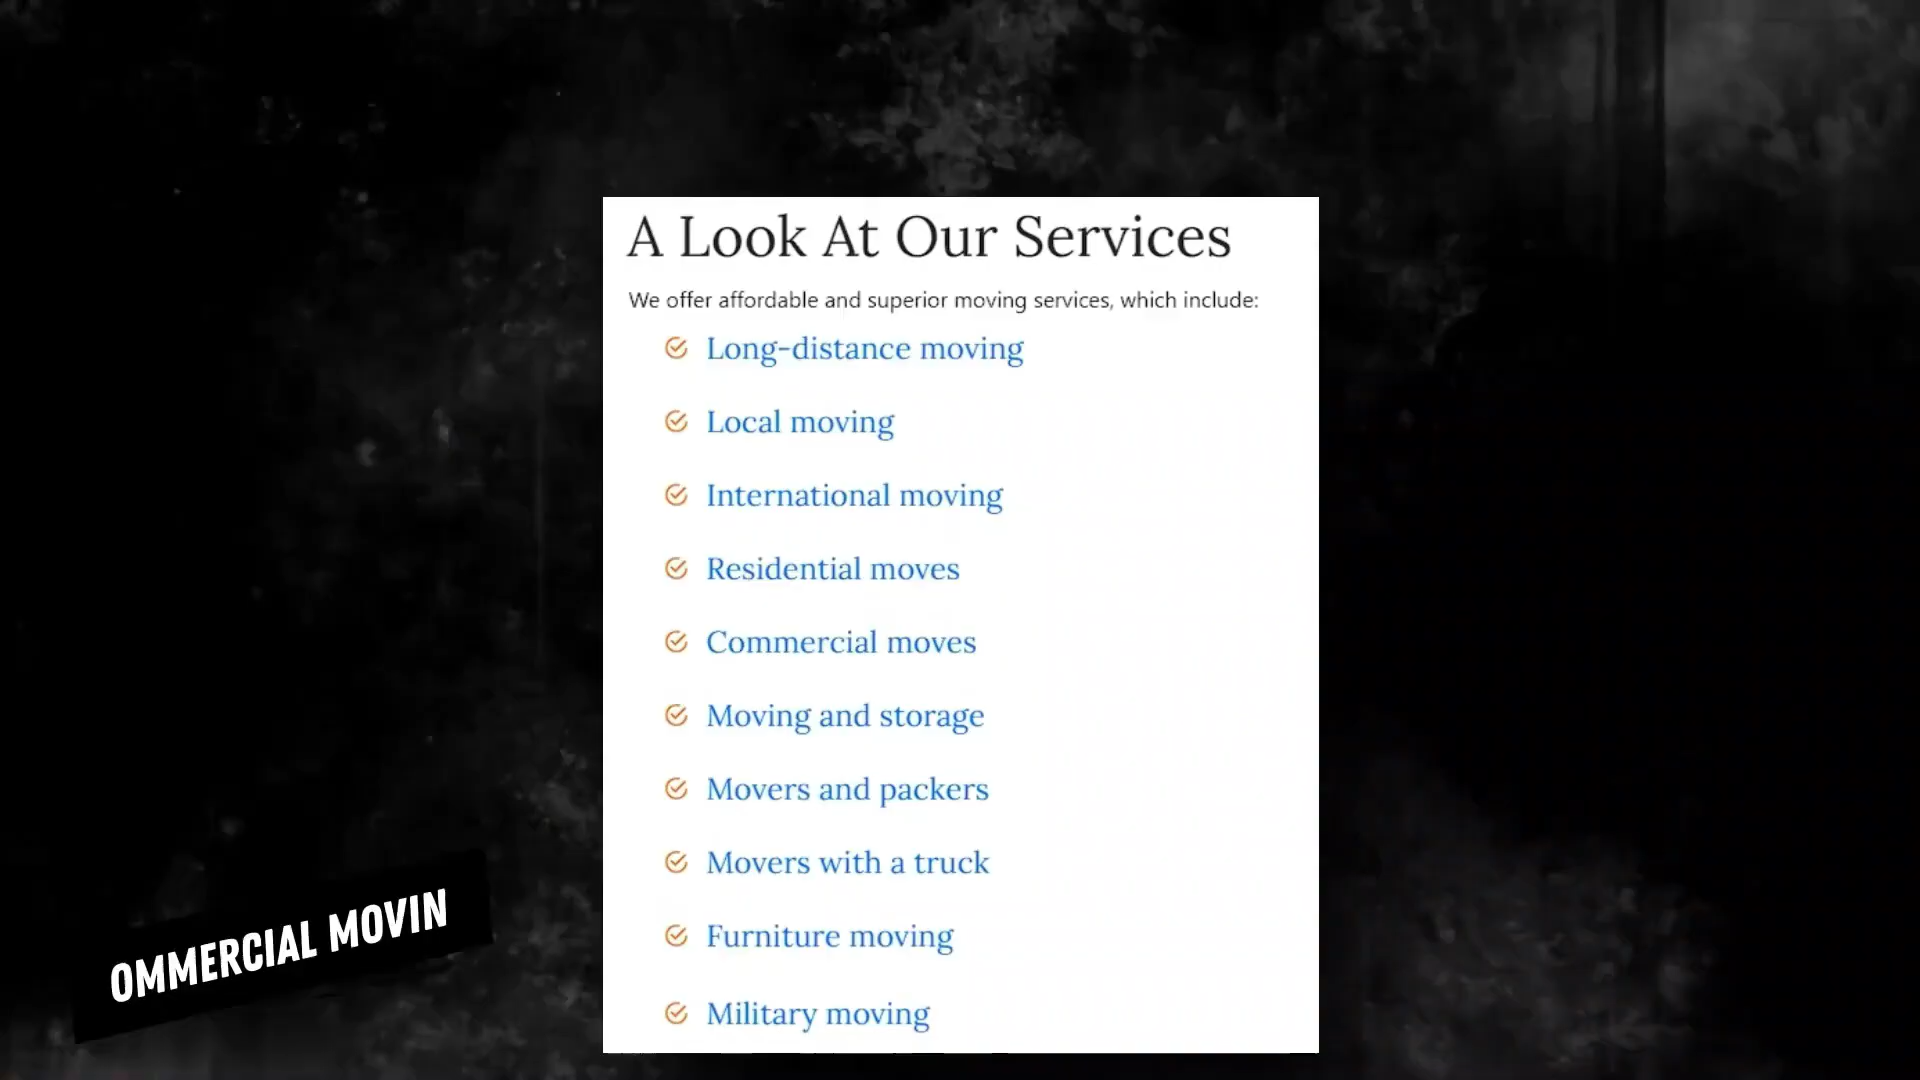 A Look At Our Services
We offer affordable and superior moving services, which include:
Long-distance moving
Local moving
International moving
Residential moves
Commercial moves
Moving and storage
Movers and packers
Movers with a truck
Furniture moving
Military moving
OMMERCIAL MOVIN